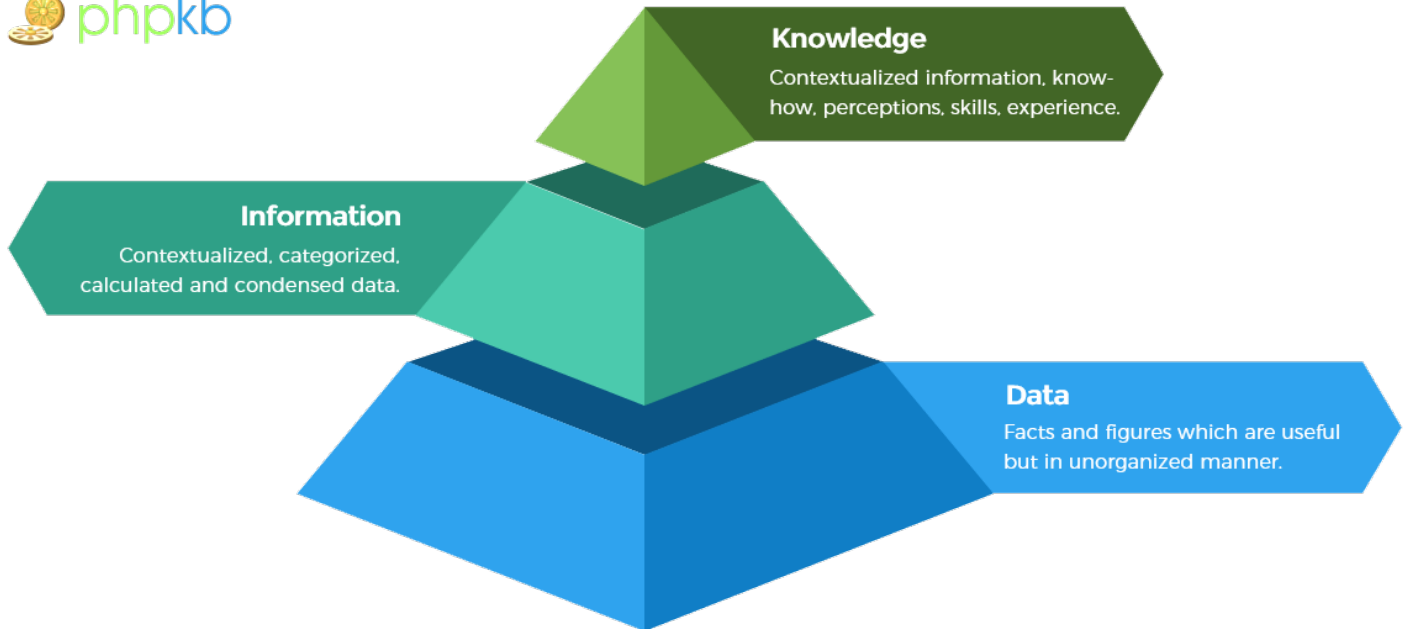 phpkb
Knowledge
Contextualized information, know-
how, perceptions, skills, experience.
Information
Contextualized, categorized,
calculated and condensed data.
Data
Facts and figures which are useful
but in unorganized manner.